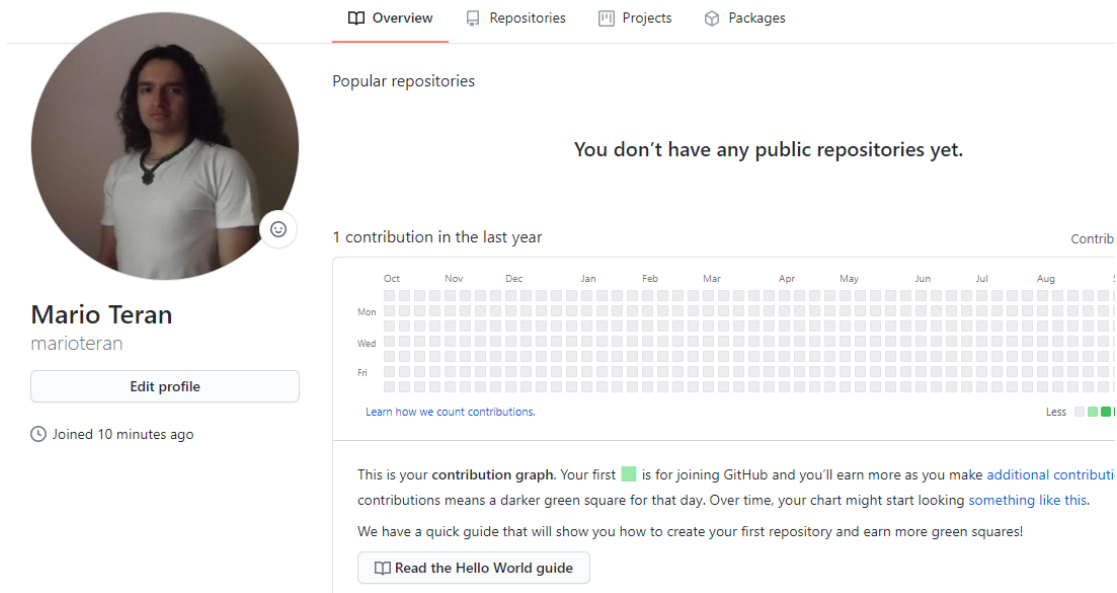 Overview Repositories Projects Packages
Popular repositories
You don’t have any public repositories yet.
Mario Teran
marioteran
Edit profile
Joined 10 minutes ago
1 contribution in the last year
Contrib
Oct Nov Dec Jan Feb Mar Apr May Jun Jul Aug
Mon
Wed
Fri
Learn how we count contributions.
Less
This is your contribution graph. Your first is for joining GitHub and you’ll earn more as you make additional contributi
contributions means a darker green square for that day. Over time, your chart might start looking something like this.
We have a quick guide that will show you how to create your first repository and earn more green squares!
Read the Hello World guide